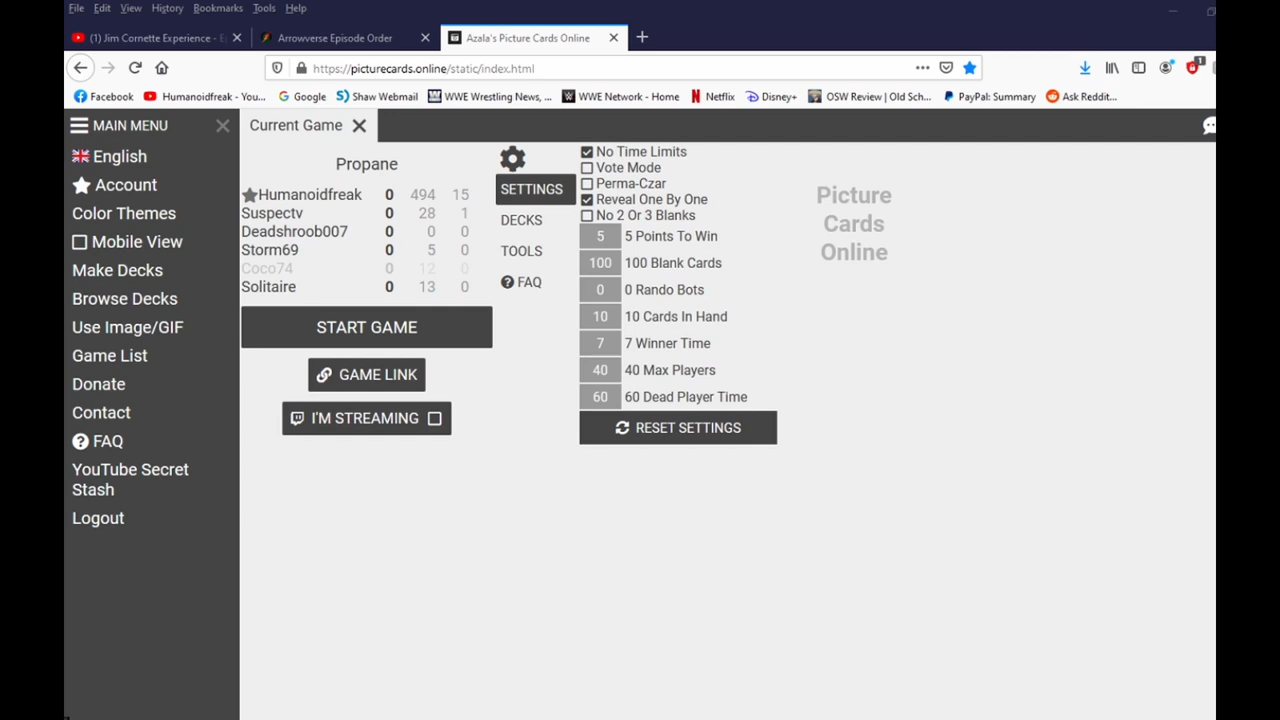 File Edit View History Bookmarks Tools Help
(1) Jim Cornette Experience - E
Arrowverse Episode Order
Azala's Picture Cards Online
https://picturecards.online/static/index.html
Facebook
Humanoidfreak - You...
Google
Shaw Webmail
WWE Wrestling News, ...
WWE Network - Home
Netflix
Disney+
OSW Review | Old Sch...
PayPal: Summary
Ask Reddit...
1
MAIN MENU
English
Account
Color Themes
Mobile View
Make Decks
Browse Decks
Use Image/GIF
Game List
Donate
Contact
FAQ
YouTube Secret
Stash
Logout
Current Game
Propane
Humanoidfreak 0 494 15
Suspectv 0 28 1
Deadshroob007 0 0 0
Storm69 0 5 0
Coco74 0 12 0
Solitaire 0 13 0
START GAME
GAME LINK
I'M STREAMING
SETTINGS
DECKS
TOOLS
FAQ
No Time Limits
Vote Mode
Perma-Czar
Reveal One By One
No 2 Or 3 Blanks
5 5 Points To Win
100 100 Blank Cards
0 0 Rando Bots
10 10 Cards In Hand
7 7 Winner Time
40 40 Max Players
60 60 Dead Player Time
RESET SETTINGS
Picture
Cards
Online